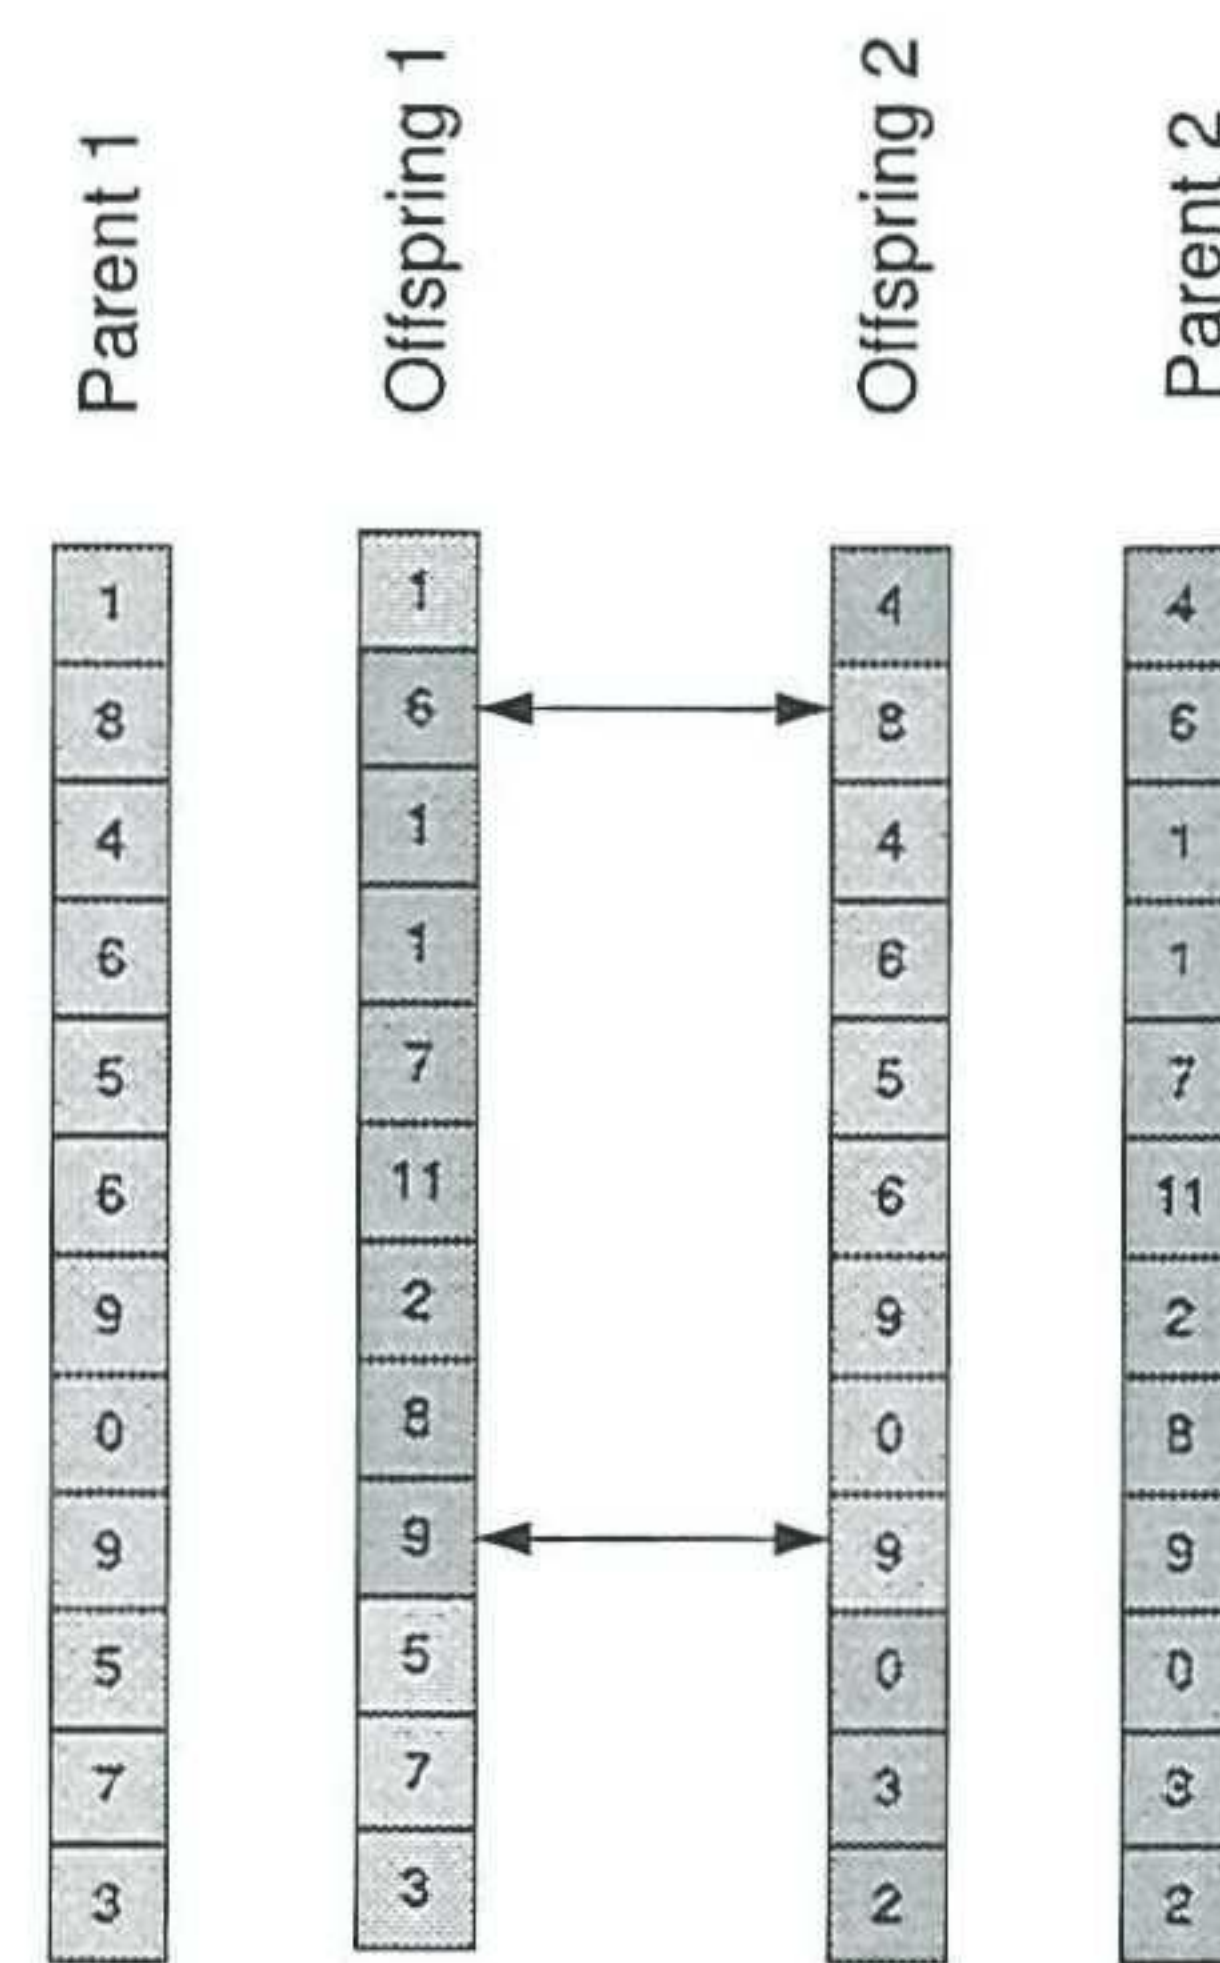 Parent 1
Offspring 1
Offspring 2
Parent 2
1 1 4 4
8 6 8 6
4 1 4 1
6 1 6 1
5 7 5 7
6 11 6 11
9 2 9 2
0 8 0 8
9 9 9 9
5 5 0 0
7 7 3 3
3 3 2 2